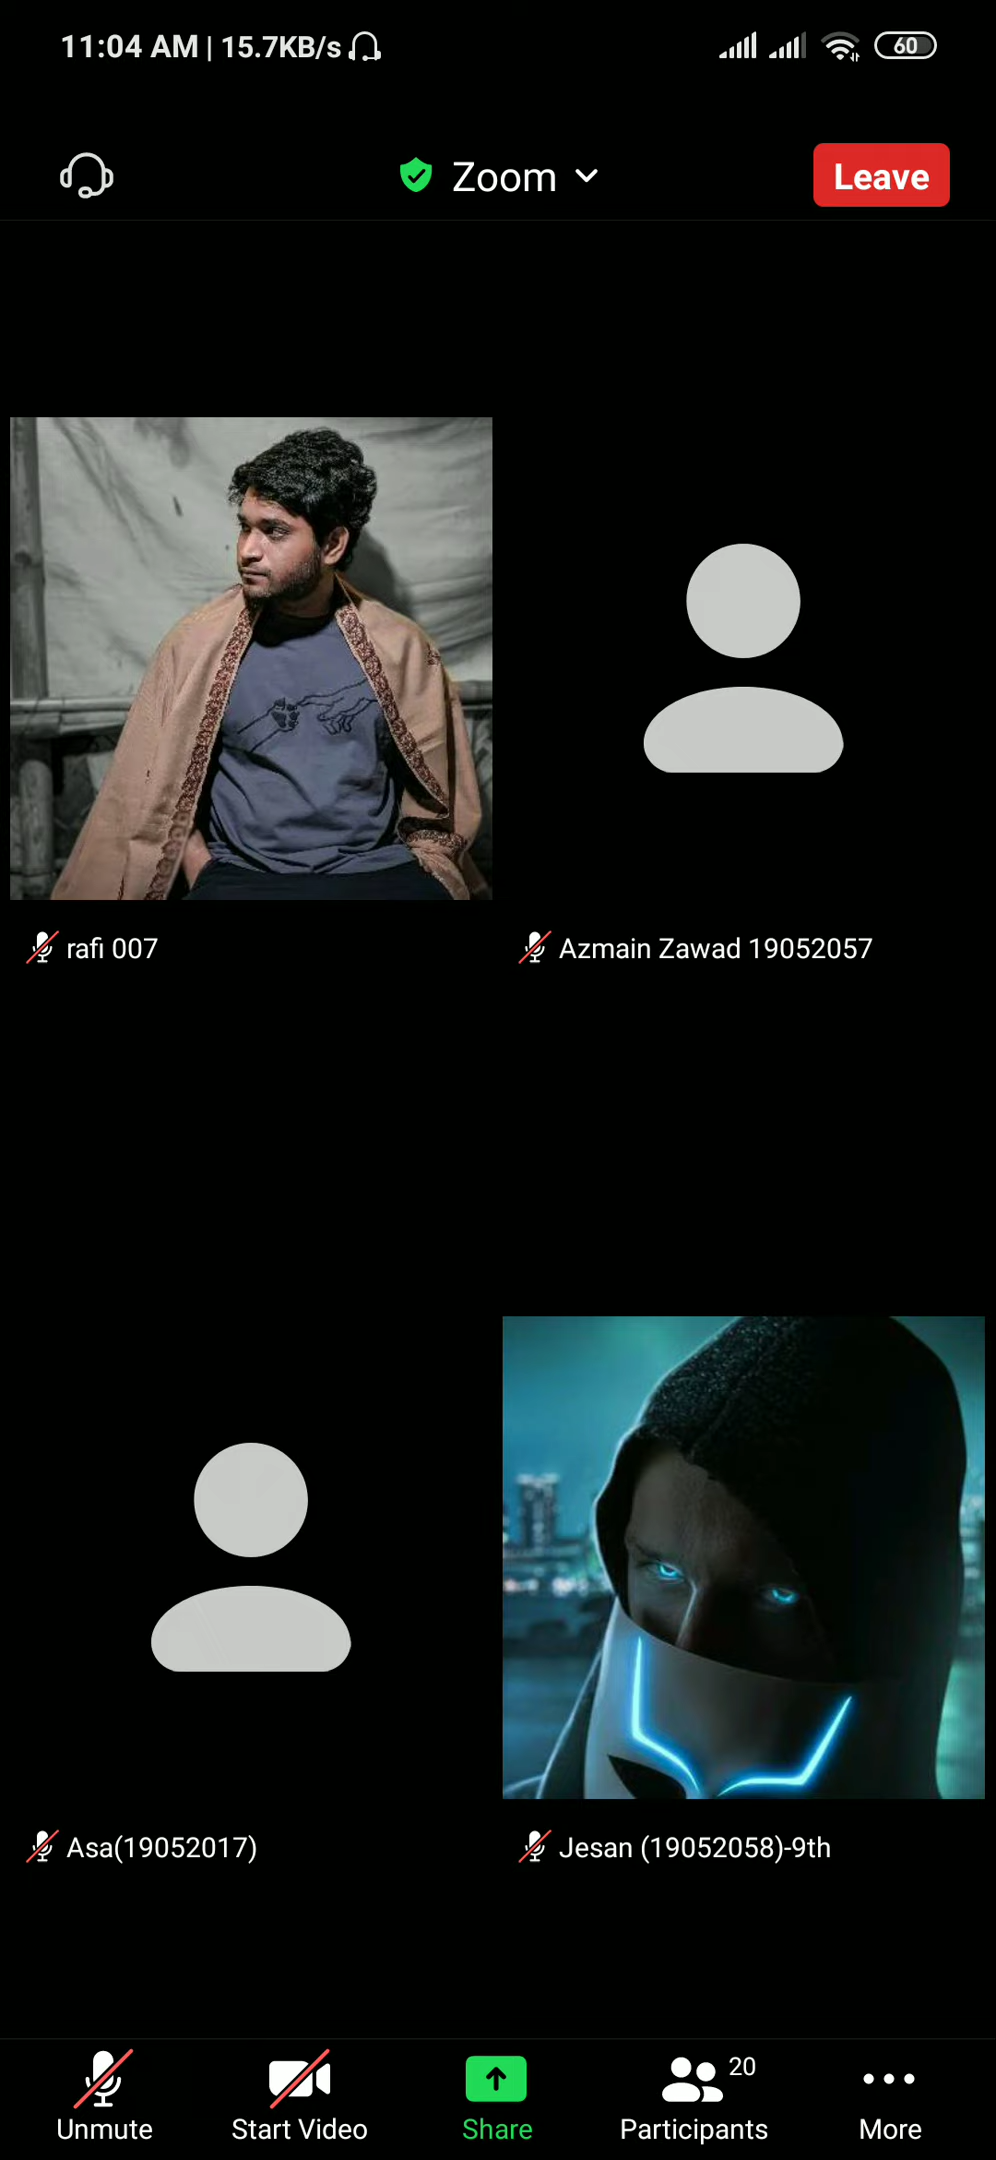 11:04 AM | 15.7KB/s 60
Zoom Leave
rafi 007 Azmain Zawad 19052057
Asa(19052017) Jesan (19052058)-9th
20
Unmute Start Video Share Participants More